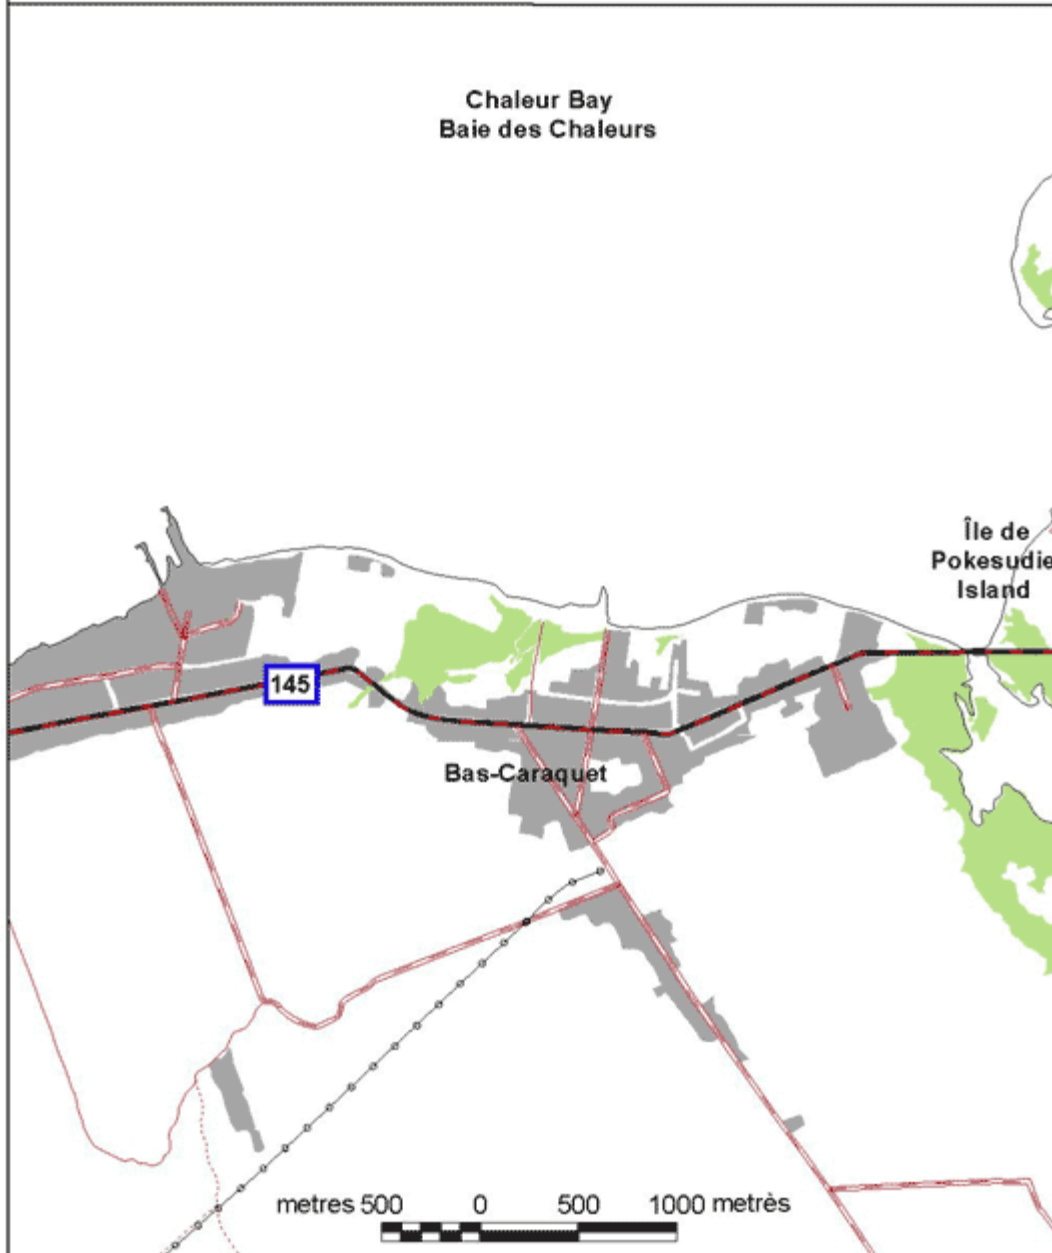 Chaleur Bay
Baie des Chaleurs
Île de
Pokesudie
Island
145
Bas-Caraquet
metres 500 0 500 1000 metrès